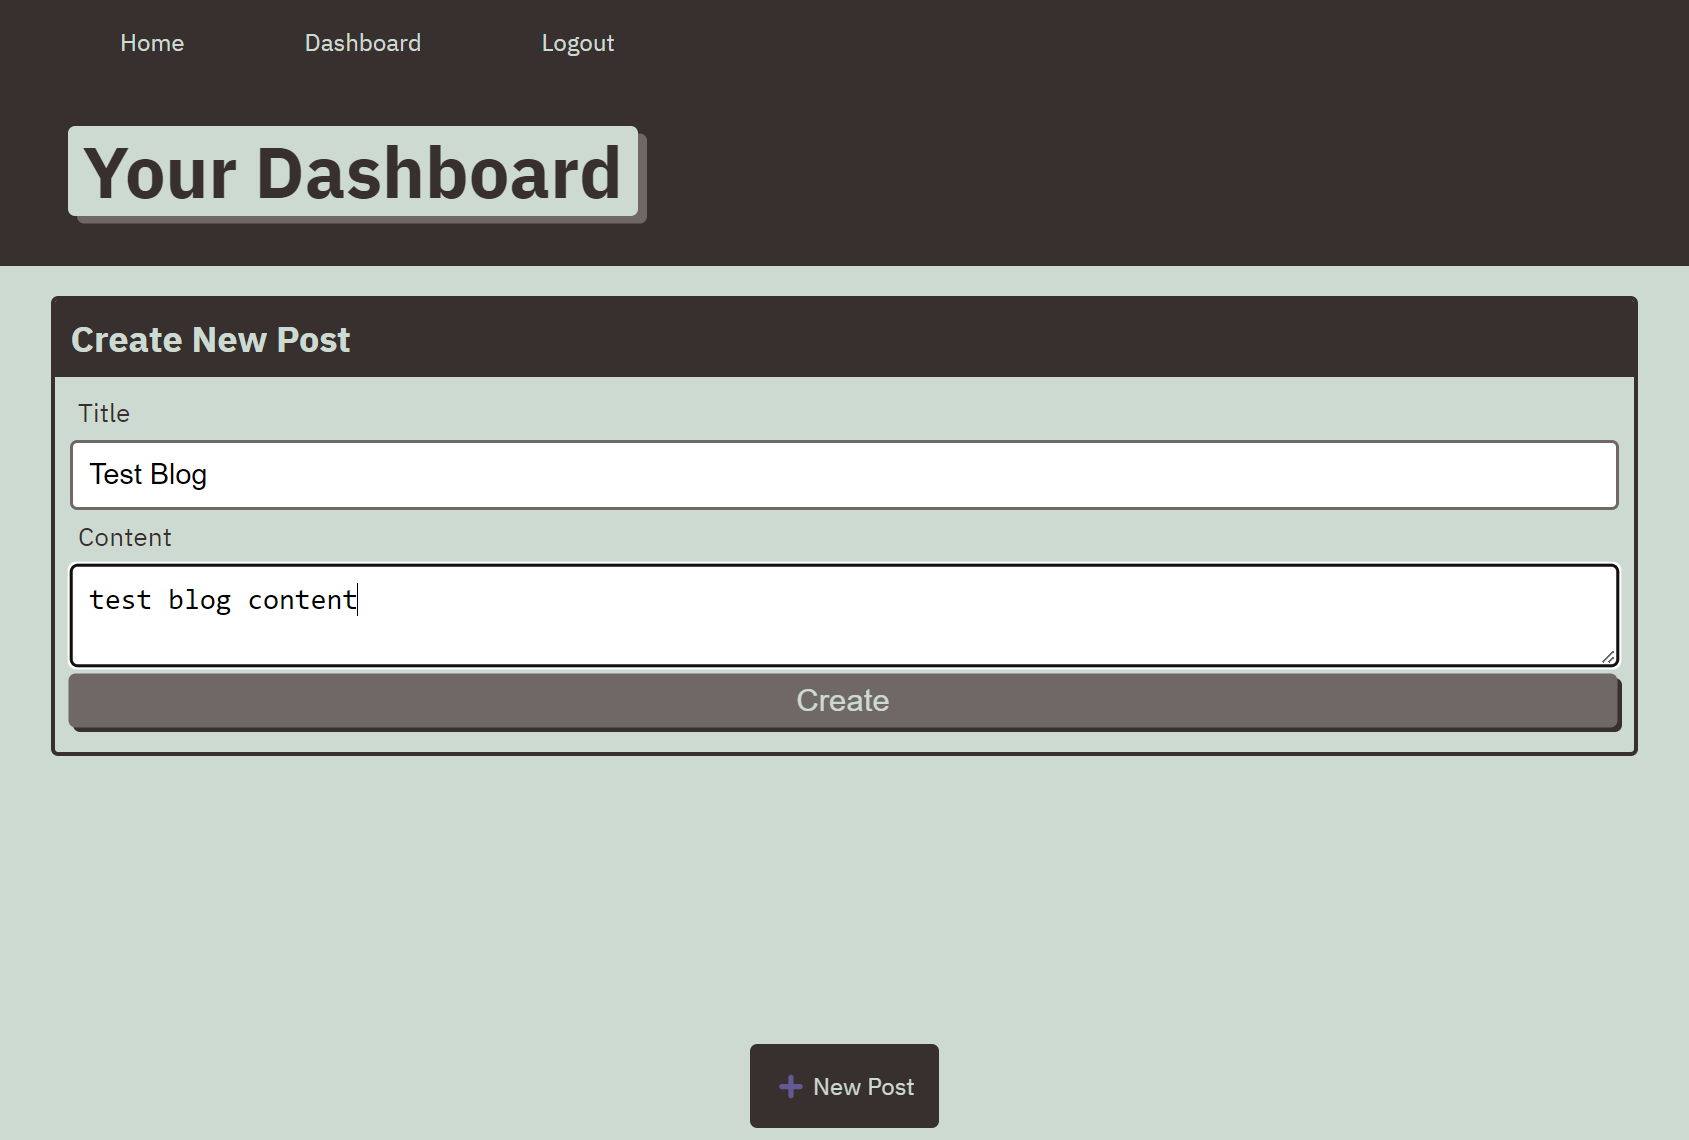 Home Dashboard Logout
Your Dashboard
Create New Post
Title
Test Blog
Content
test blog content
Create
New Post